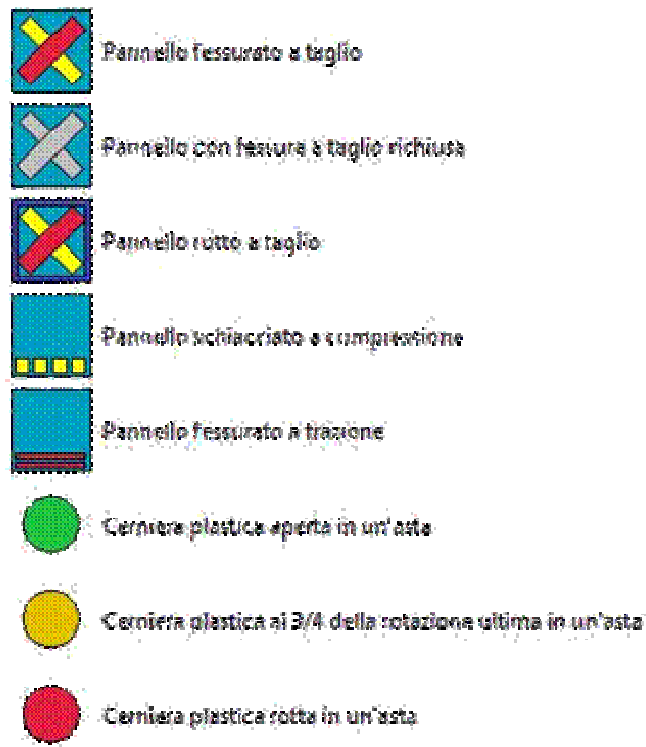 Pannello fessurato a taglio
Pannello con fessura a taglio richiusa
Pannello rotto a taglio
Pannello schiacciato a compressione
Pannello fessurato a trazione
Cerniera plastica aperta in un'asta
Cerniera plastica ai 3/4 della rotazione ultima in un'asta
Cerniera plastica rotta in un'asta